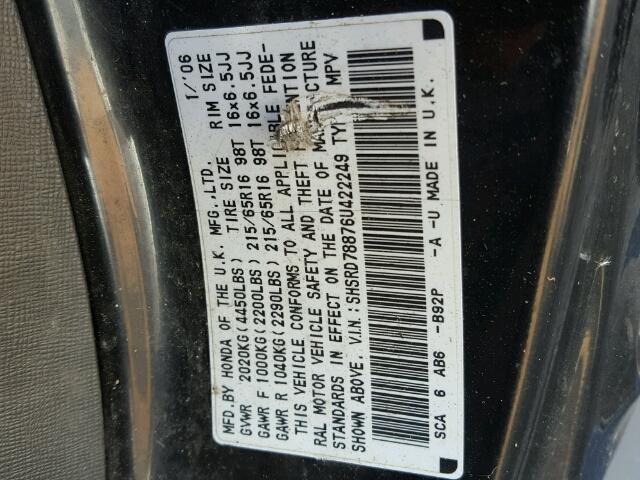 MFD.BY HONDA OF THE U.K. MFG.,LTD. 1/'06
TIRE SIZE RIM SIZE
GVWR 2020KG(4450LBS) 215/65R16 98T 16x6.5JJ
GAWR F 1000KG(2200LBS) 215/65R16 98T 16x6.5JJ
GAWR R 1040KG(2290LBS)
THIS VEHICLE CONFORMS TO ALL FEDE-
RAL MOTOR VEHICLE SAFETY AND THEFT
STANDARDS IN EFFECT ON THE DATE OF
SHOWN ABOVE. V.I.N.:SHSRD78876U422249 MPV
SCA 6 AB6 -B92P -A -U MADE IN U.K.